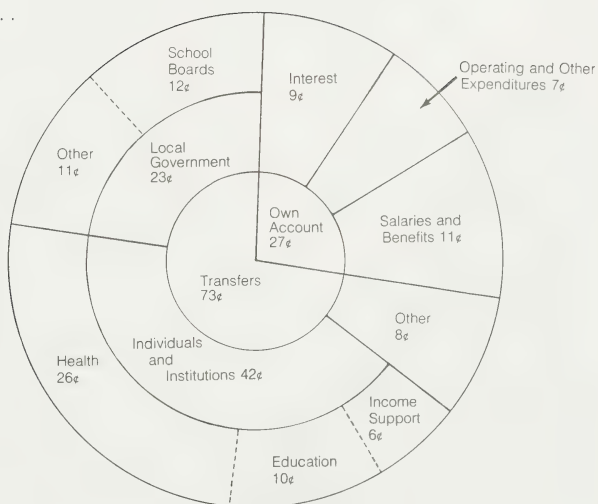 School
Boards
12¢
Interest
9¢
Operating and Other
Expenditures 7¢
Other
11¢
Local
Government
23¢
Own
Account
27¢
Salaries and
Benefits 11¢
Transfers
73¢
Other
8¢
Individuals
and
Institutions 42¢
Health
26¢
Income
Support
6¢
Education
10¢